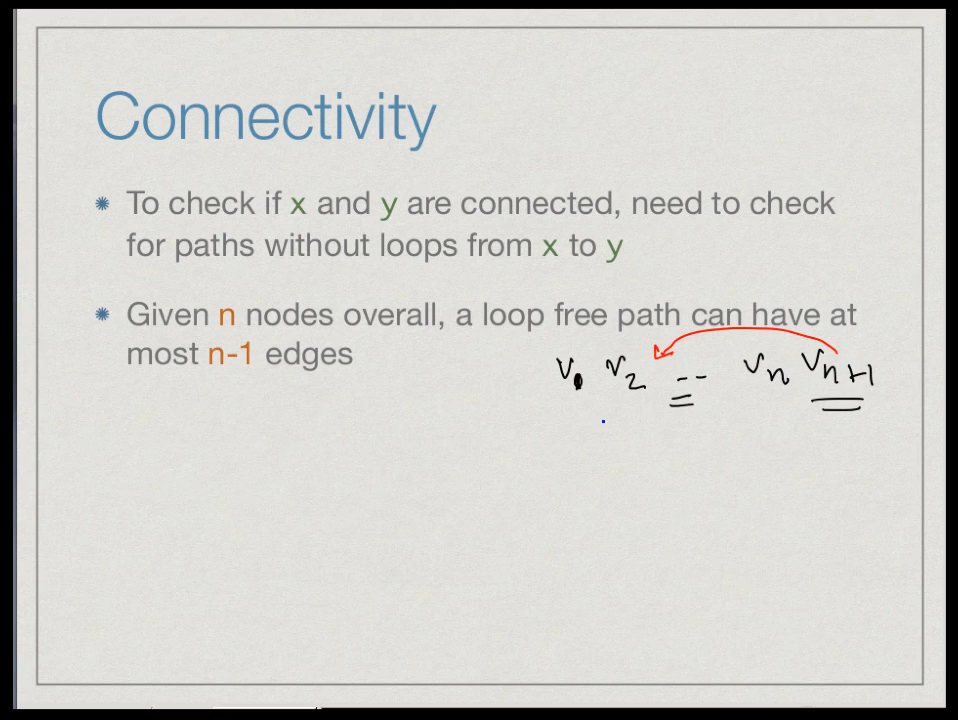 Connectivity
To check if x and y are connected, need to check
for paths without loops from x to y
Given n nodes overall, a loop free path can have at
most n-1 edges
v1 v2 -- vn vn+1